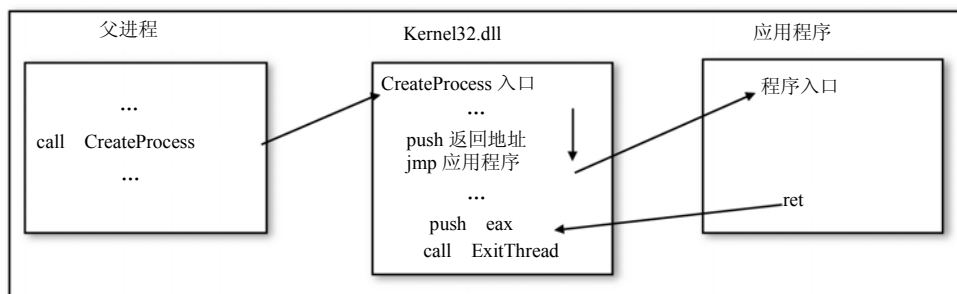 父进程
Kernel32.dll
应用程序
...
call CreateProcess
...
CreateProcess 入口
...
push 返回地址
jmp 应用程序
...
push eax
call ExitThread
程序入口
ret